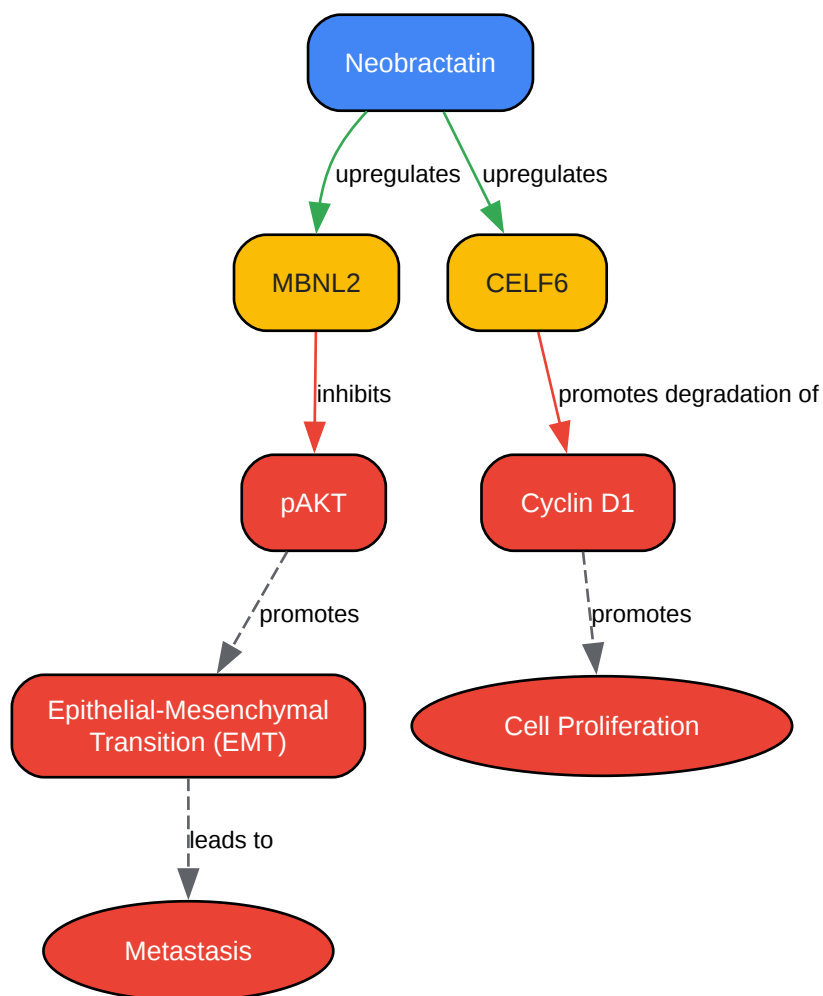 Neobractatin
upregulates
upregulates
MBNL2
CELF6
inhibits
promotes degradation of
pAKT
Cyclin D1
promotes
promotes
Epithelial-Mesenchymal
Transition (EMT)
Cell Proliferation
leads to
Metastasis